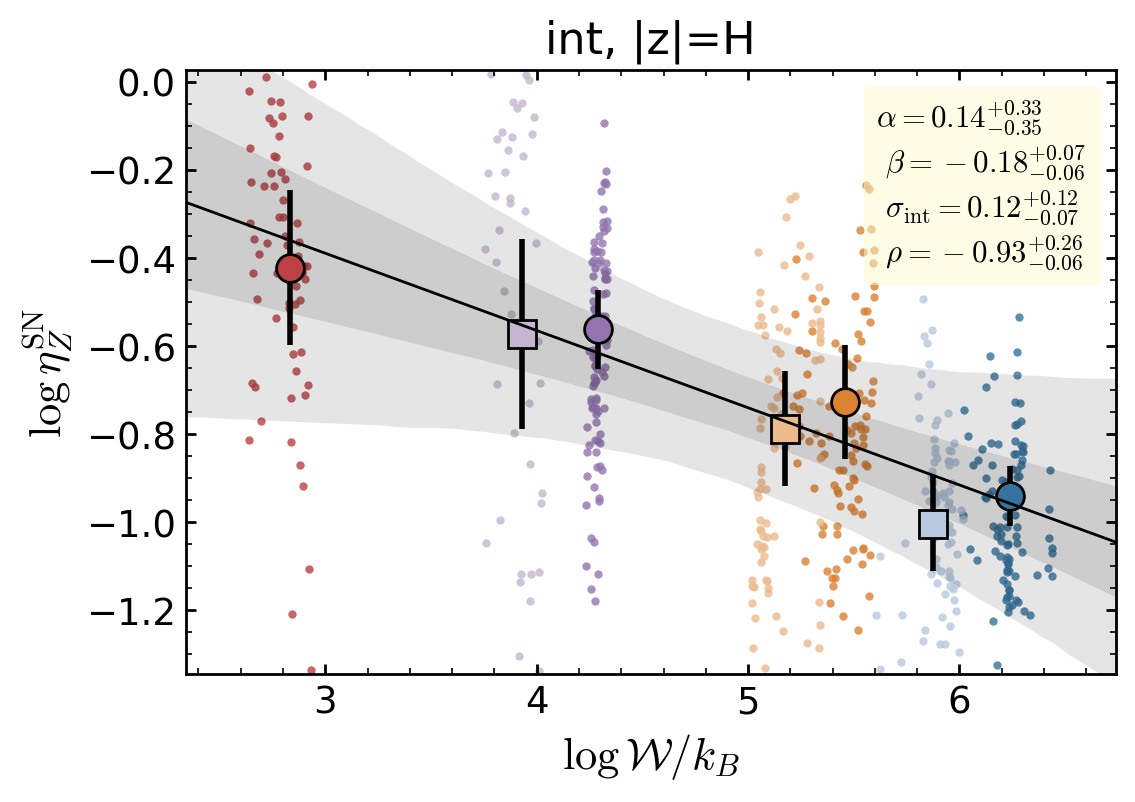 int, |z|=H
α = 0.14^{+0.33}_{-0.35}
β = −0.18^{+0.07}_{-0.06}
σ_int = 0.12^{+0.12}_{-0.07}
ρ = −0.93^{+0.26}_{-0.06}
0.0
−0.2
−0.4
−0.6
−0.8
−1.0
−1.2
log η_Z^SN
3 4 5 6
log 𝒲/k_B